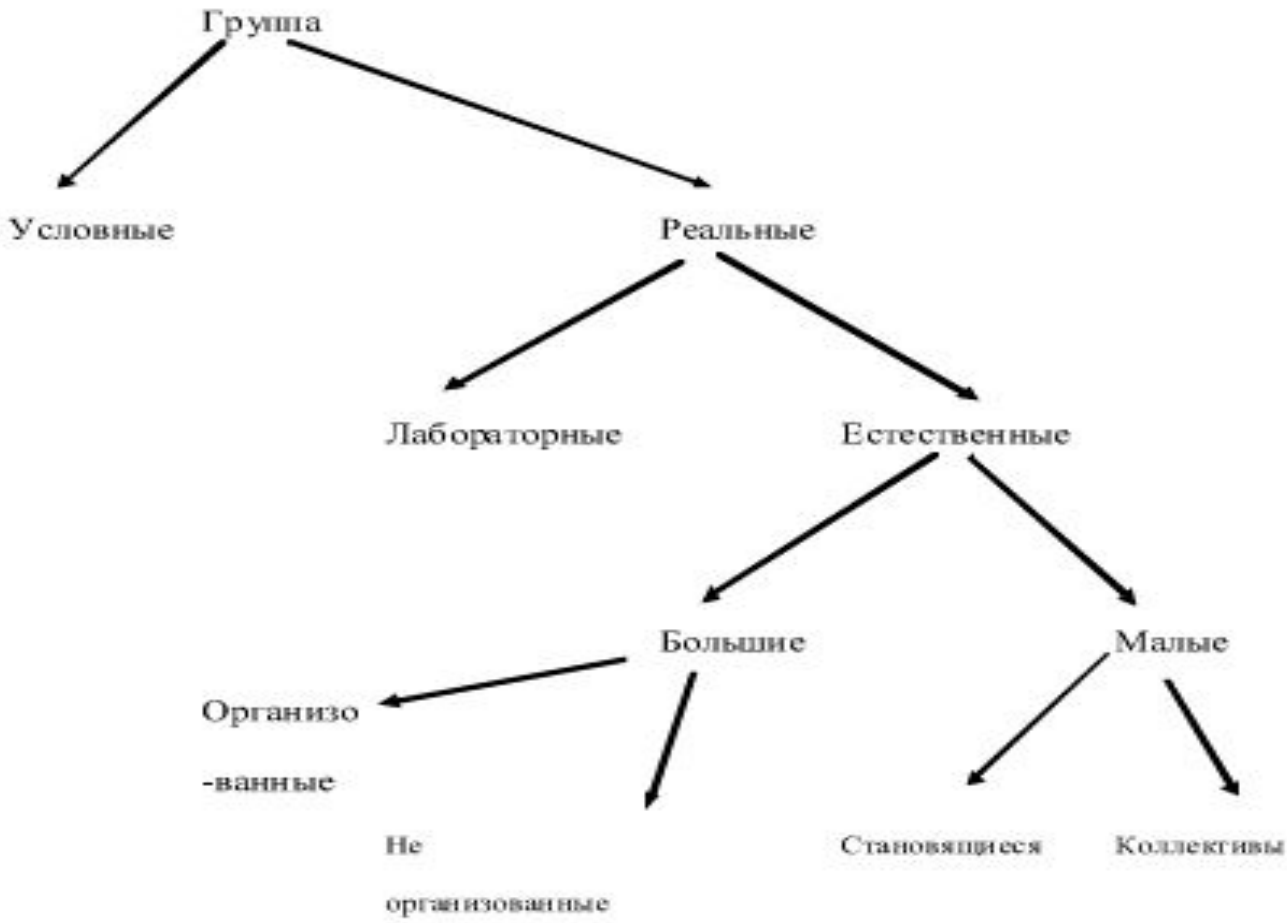 Группа
Условные
Реальные
Лабораторные
Естественные
Большие
Малые
Организо
-ванные
Не
организованные
Становящиеся
Коллективы